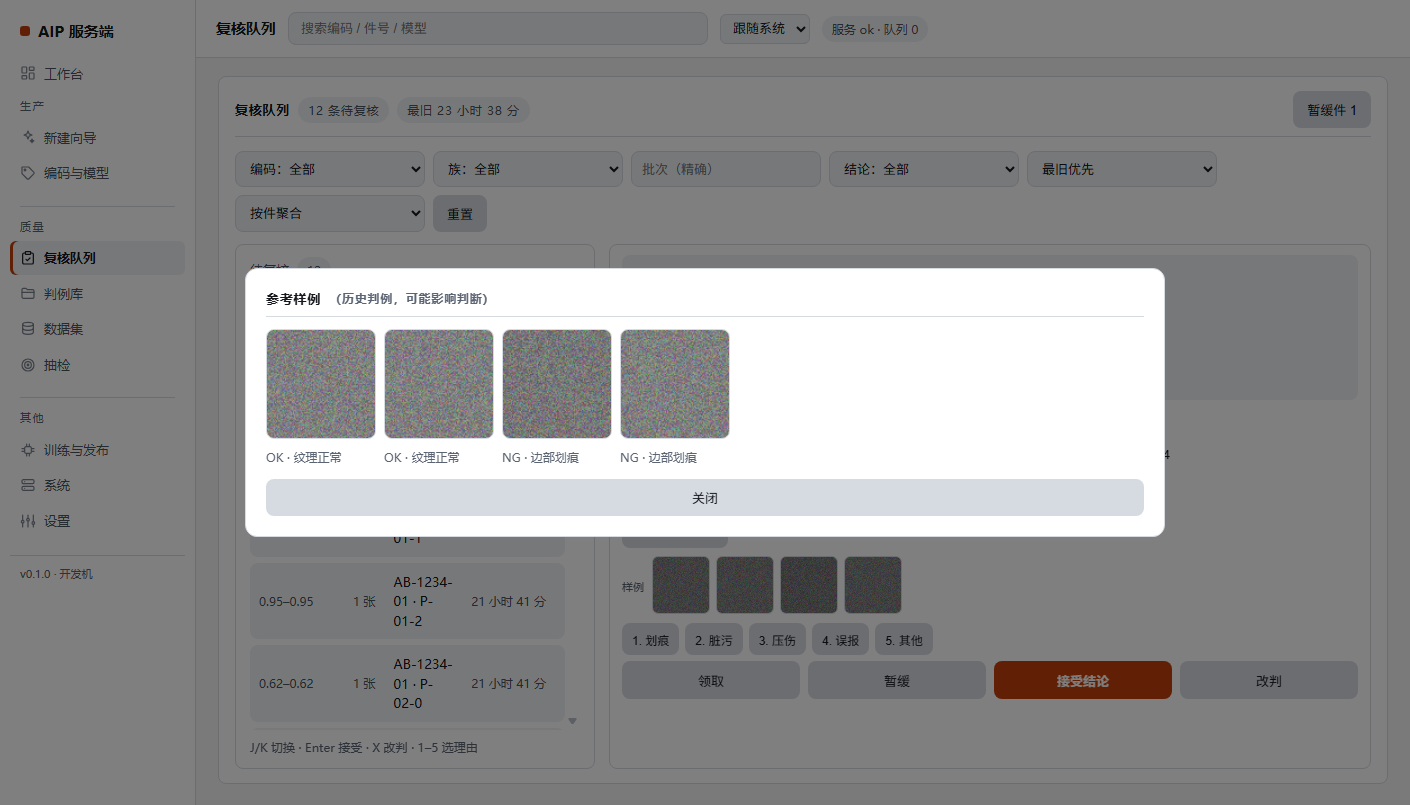 AIP 服务端
工作台
生产
新建向导
编码与模型
质量
复核队列
判例库
数据集
抽检
其他
训练与发布
系统
设置
v0.1.0 · 开发机
复核队列
搜索编码 / 件号 / 模型
跟随系统
服务 ok · 队列 0
复核队列
12 条待复核
最旧 23 小时 38 分
暂缓件 1
编码：全部
族：全部
批次（精确）
结论：全部
最旧优先
按件聚合
重置
参考样例 （历史判例，可能影响判断）
OK · 纹理正常
OK · 纹理正常
NG · 边部划痕
NG · 边部划痕
关闭
01-1
0.95–0.95
1 张
AB-1234-
01 · P-
01-2
21 小时 41 分
0.62–0.62
1 张
AB-1234-
01 · P-
02-0
21 小时 41 分
J/K 切换 · Enter 接受 · X 改判 · 1–5 选理由
4
样例
1. 划痕
2. 脏污
3. 压伤
4. 误报
5. 其他
领取
暂缓
接受结论
改判